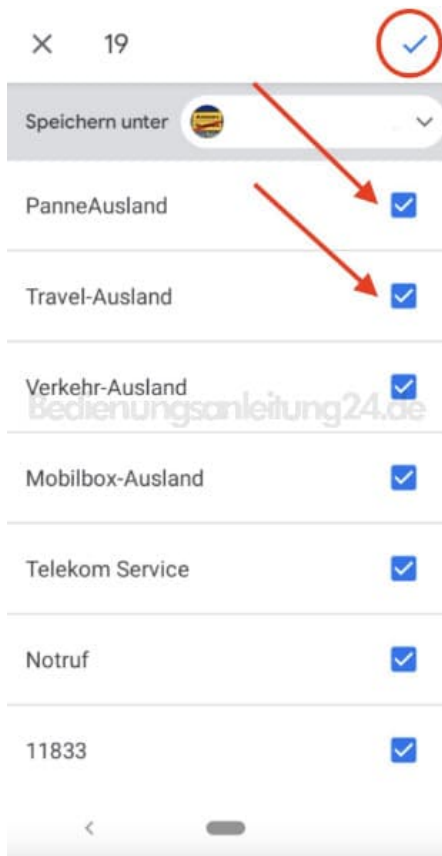 19
Speichern unter
PanneAusland
Travel-Ausland
Verkehr-Ausland
Bedienungsanleitung24.de
Mobilbox-Ausland
Telekom Service
Notruf
11833